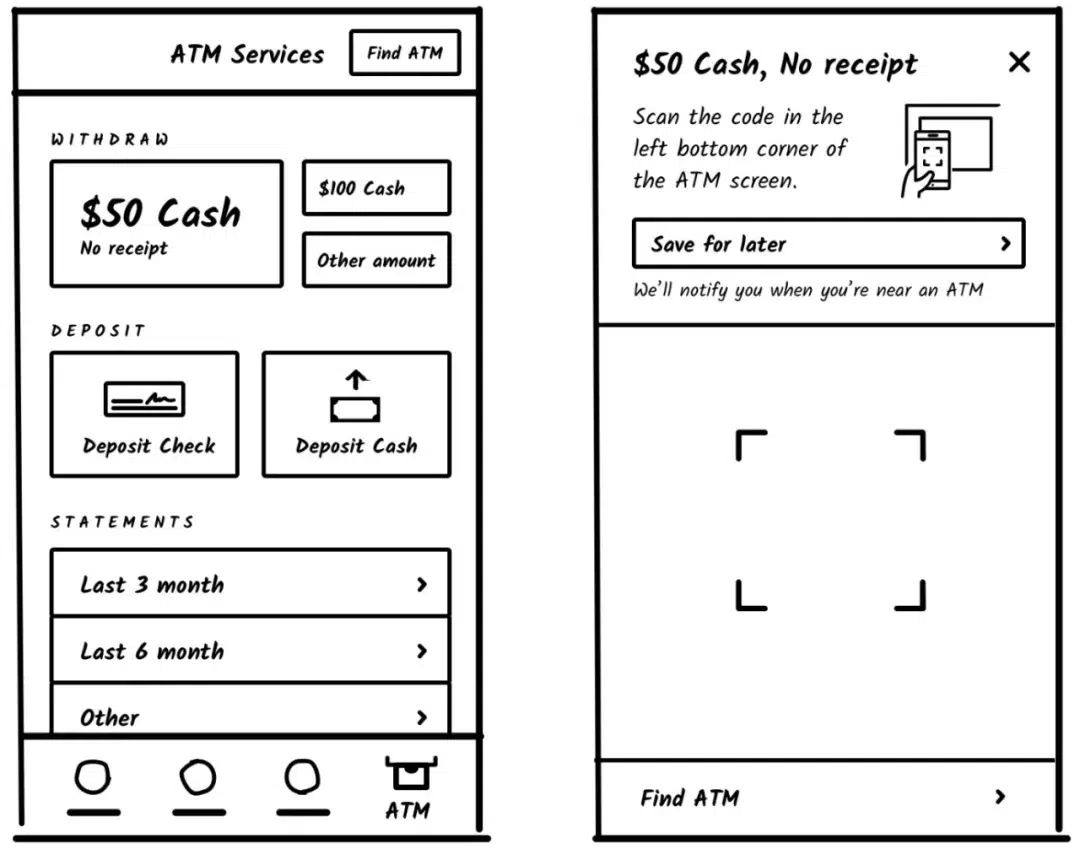 ATM Services
Find ATM
WITHDRAW
$50 Cash
No receipt
$100 Cash
Other amount
DEPOSIT
Deposit Check
Deposit Cash
STATEMENTS
Last 3 month
Last 6 month
Other
ATM
$50 Cash, No receipt
Scan the code in the
left bottom corner of
the ATM screen.
Save for later
We'll notify you when you're near an ATM
Find ATM